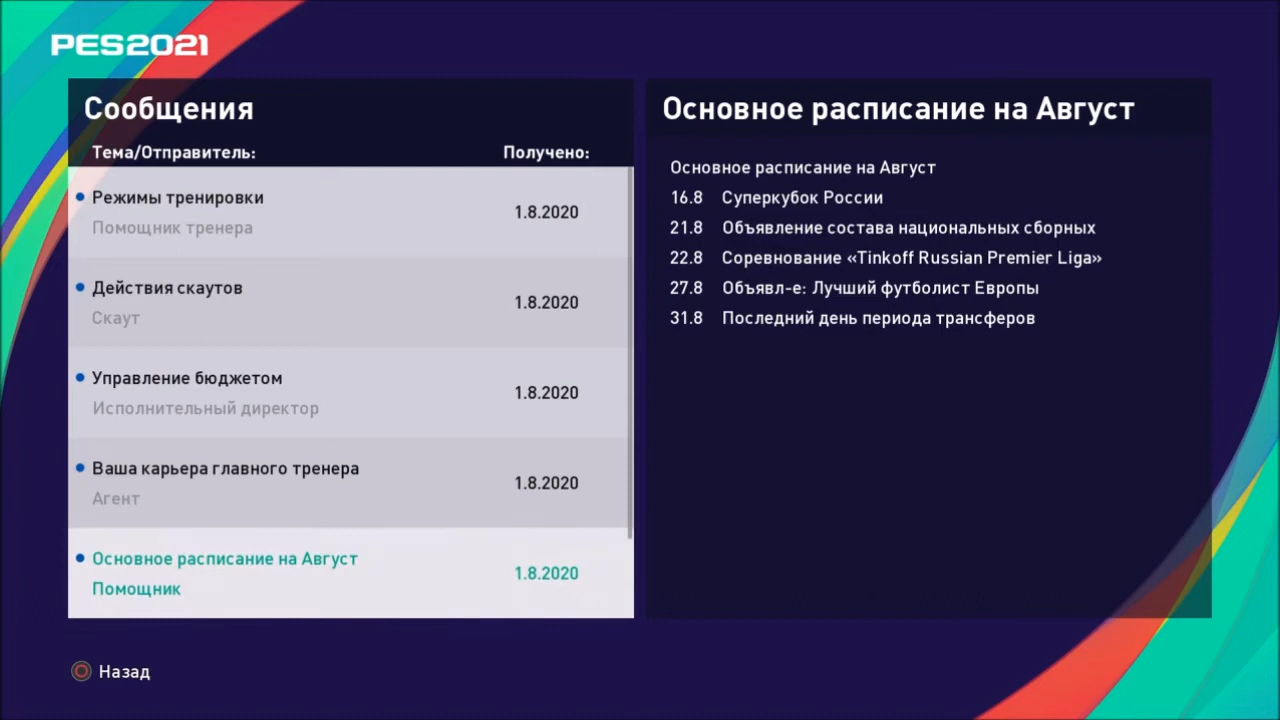 PES2021
Сообщения
Тема/Отправитель: Получено:
Режимы тренировки
Помощник тренера
1.8.2020
Действия скаутов
Скаут
1.8.2020
Управление бюджетом
Исполнительный директор
1.8.2020
Ваша карьера главного тренера
Агент
1.8.2020
Основное расписание на Август
Помощник
1.8.2020
Основное расписание на Август
Основное расписание на Август
16.8 Суперкубок России
21.8 Объявление состава национальных сборных
22.8 Соревнование «Tinkoff Russian Premier Liga»
27.8 Объявл-е: Лучший футболист Европы
31.8 Последний день периода трансферов
Назад